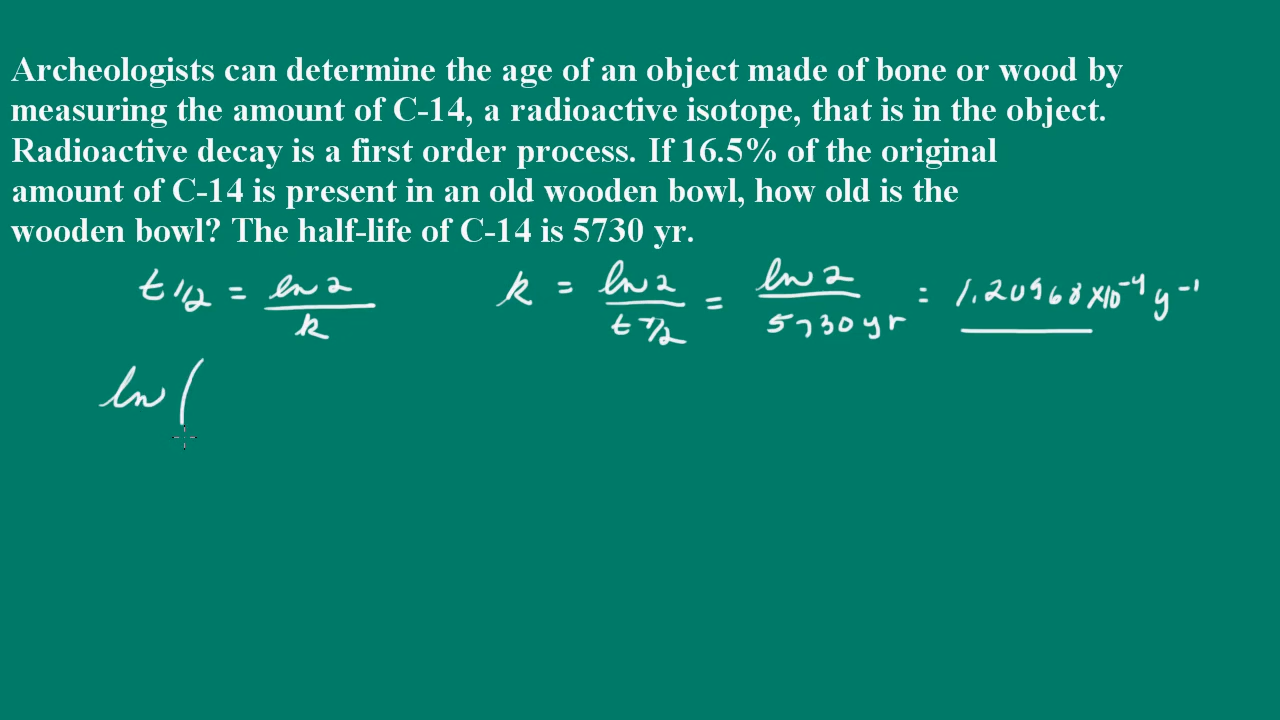 Archeologists can determine the age of an object made of bone or wood by
measuring the amount of C-14, a radioactive isotope, that is in the object.
Radioactive decay is a first order process. If 16.5% of the original
amount of C-14 is present in an old wooden bowl, how old is the
wooden bowl? The half-life of C-14 is 5730 yr.
t 1/2 = ln 2 / k k = ln 2 / t 1/2 = ln 2 / 5730 yr = 1.20968 x10⁻⁴ y⁻¹
ln (